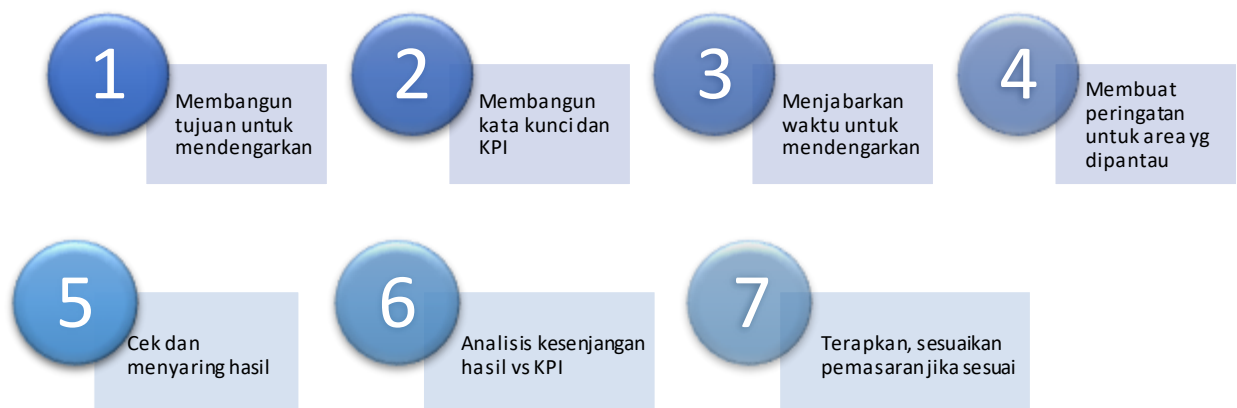 1
Membangun
tujuan untuk
mendengarkan
2
Membangun
kata kunci dan
KPI
3
Menjabarkan
waktu untuk
mendengarkan
4
Membuat
peringatan
untuk area yg
dipantau
5
Cek dan
menyaring hasil
6
Analisis kesenjangan
hasil vs KPI
7
Terapkan, sesuaikan
pemasaran jika sesuai